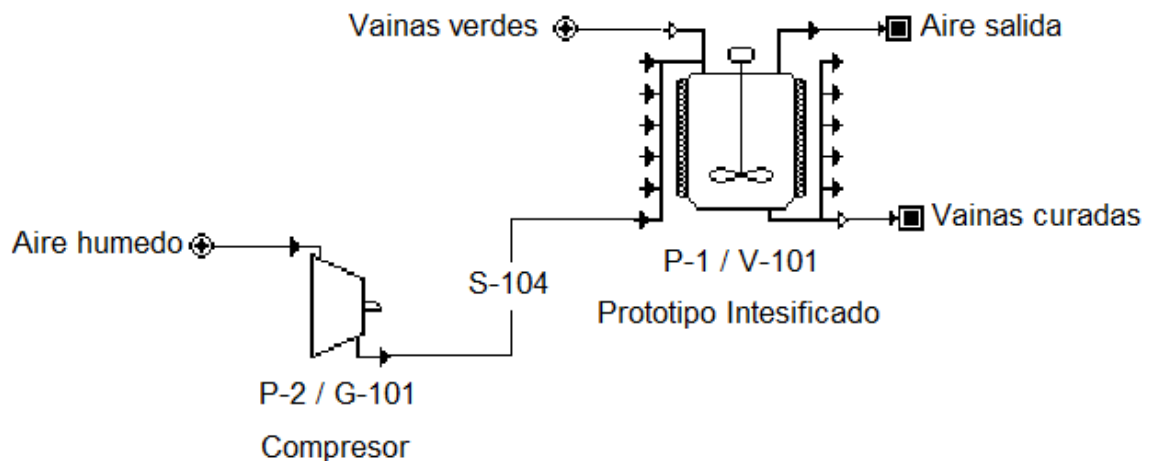 Vainas verdes
Aire salida
Aire humedo
S-104
Vainas curadas
P-1 / V-101
Prototipo Intesificado
P-2 / G-101
Compresor